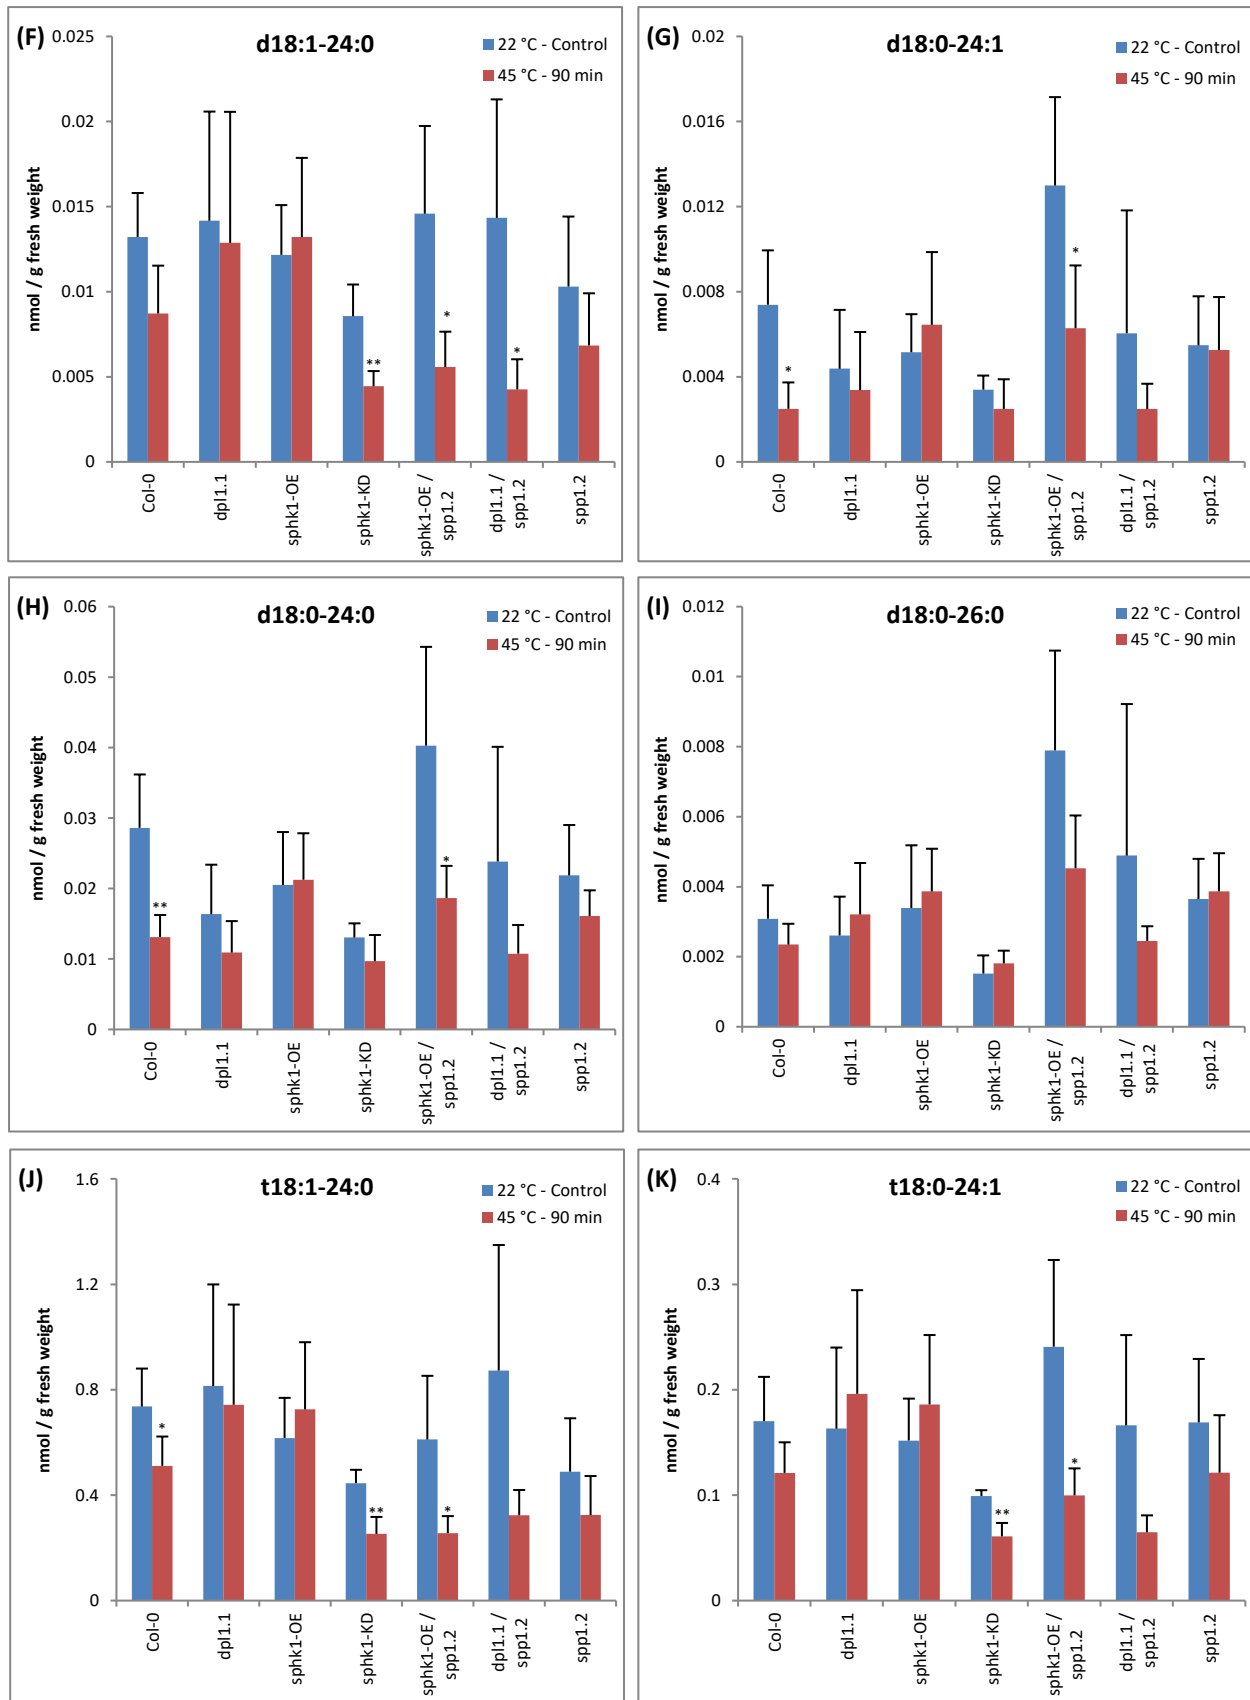 (F)
d18:1-24:0
22 °C - Control
45 °C - 90 min
nmol / g fresh weight
0.025
0.02
0.015
0.01
0.005
0
**
*
*
Col-0
dpl1.1
sphk1-OE
sphk1-KD
sphk1-OE /
spp1.2
dpl1.1 /
spp1.2
spp1.2
(G)
d18:0-24:1
22 °C - Control
45 °C - 90 min
nmol / g fresh weight
0.02
0.016
0.012
0.008
0.004
0
*
*
Col-0
dpl1.1
sphk1-OE
sphk1-KD
sphk1-OE /
spp1.2
dpl1.1 /
spp1.2
spp1.2
(H)
d18:0-24:0
22 °C - Control
45 °C - 90 min
nmol / g fresh weight
0.06
0.05
0.04
0.03
0.02
0.01
0
**
*
Col-0
dpl1.1
sphk1-OE
sphk1-KD
sphk1-OE /
spp1.2
dpl1.1 /
spp1.2
spp1.2
(I)
d18:0-26:0
22 °C - Control
45 °C - 90 min
nmol / g fresh weight
0.012
0.01
0.008
0.006
0.004
0.002
0
Col-0
dpl1.1
sphk1-OE
sphk1-KD
sphk1-OE /
spp1.2
dpl1.1 /
spp1.2
spp1.2
(J)
t18:1-24:0
22 °C - Control
45 °C - 90 min
nmol / g fresh weight
1.6
1.2
0.8
0.4
0
*
**
*
Col-0
dpl1.1
sphk1-OE
sphk1-KD
sphk1-OE /
spp1.2
dpl1.1 /
spp1.2
spp1.2
(K)
t18:0-24:1
22 °C - Control
45 °C - 90 min
nmol / g fresh weight
0.4
0.3
0.2
0.1
0
**
*
Col-0
dpl1.1
sphk1-OE
sphk1-KD
sphk1-OE /
spp1.2
dpl1.1 /
spp1.2
spp1.2